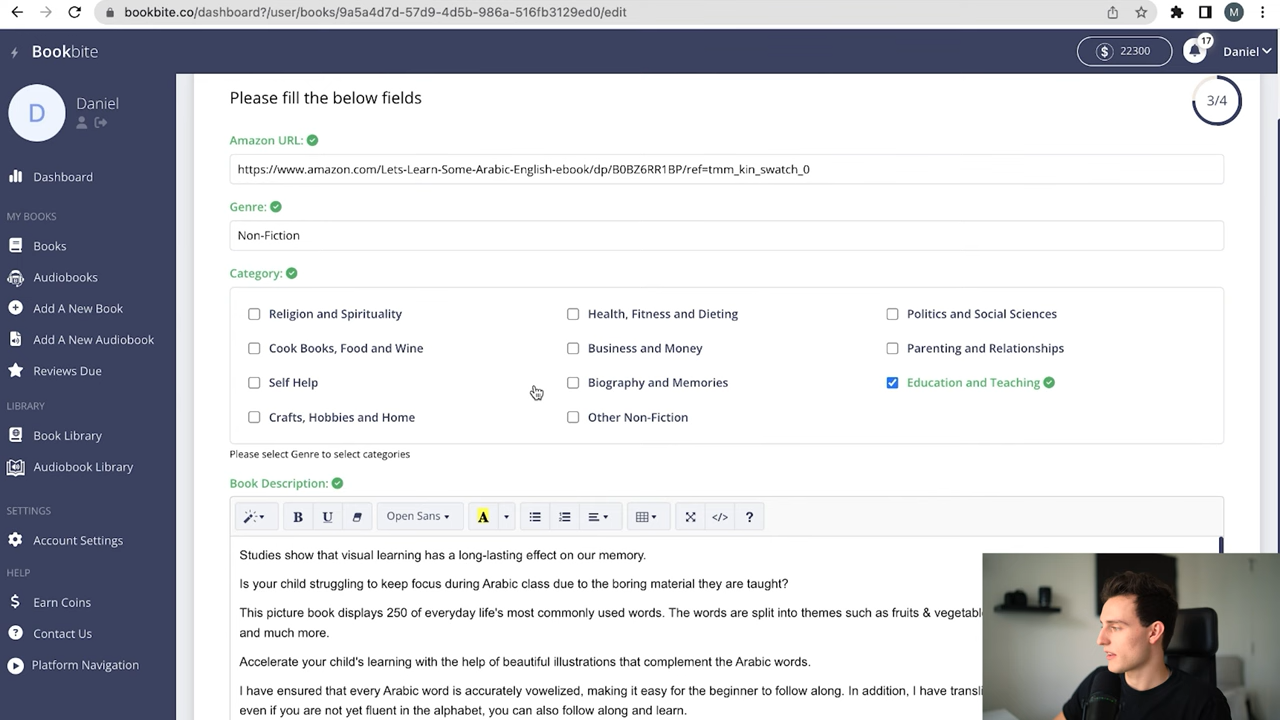 bookbite.co/dashboard?/user/books/9a5a4d7d-57d9-4d5b-986a-516fb3129ed0/edit
M
Bookbite
22300
17
Daniel
D
Daniel
Dashboard
MY BOOKS
Books
Audiobooks
Add A New Book
Add A New Audiobook
Reviews Due
LIBRARY
Book Library
Audiobook Library
SETTINGS
Account Settings
HELP
Earn Coins
Contact Us
Platform Navigation
Please fill the below fields
3/4
Amazon URL:
https://www.amazon.com/Lets-Learn-Some-Arabic-English-ebook/dp/B0BZ6RR1BP/ref=tmm_kin_swatch_0
Genre:
Non-Fiction
Category:
Religion and Spirituality
Health, Fitness and Dieting
Politics and Social Sciences
Cook Books, Food and Wine
Business and Money
Parenting and Relationships
Self Help
Biography and Memories
Education and Teaching
Crafts, Hobbies and Home
Other Non-Fiction
Please select Genre to select categories
Book Description:
B U Open Sans A </> ?
Studies show that visual learning has a long-lasting effect on our memory.
Is your child struggling to keep focus during Arabic class due to the boring material they are taught?
This picture book displays 250 of everyday life's most commonly used words. The words are split into themes such as fruits &
and much more.
Accelerate your child's learning with the help of beautiful illustrations that complement the Arabic words.
I have ensured that every Arabic word is accurately vowelized, making it easy for the beginner to follow along. In addition, I have
even if you are not yet fluent in the alphabet, you can also follow along and learn.